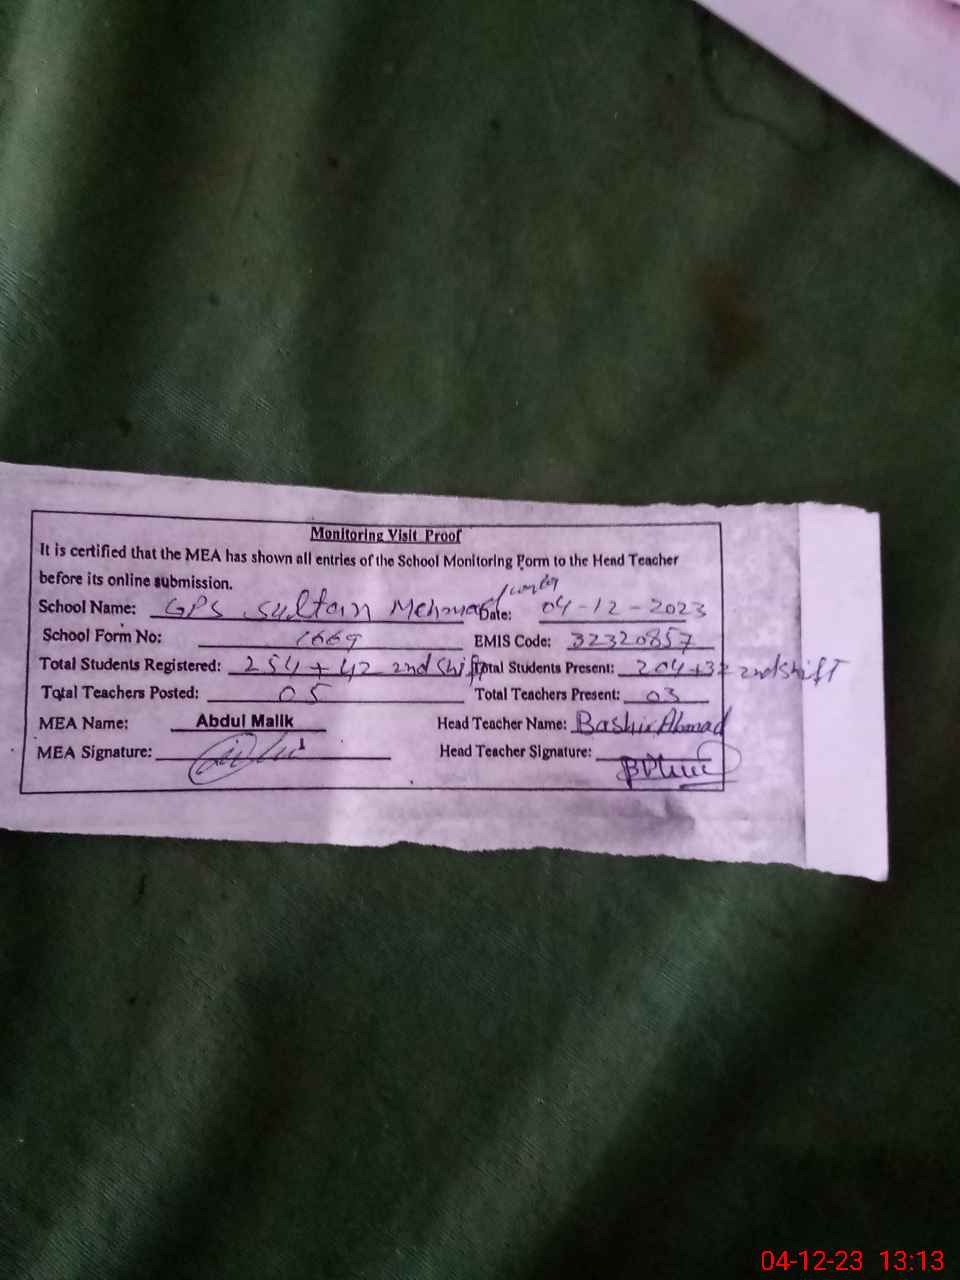 Monitoring Visit Proof
It is certified that the MEA has shown all entries of the School Monitoring Form to the Head Teacher
before its online submission.
School Name: GPS Sultan Mehmad Date: 04-12-2023
School Form No: 1669 EMIS Code: 32320857
Total Students Registered: 254+42 2nd Shift Total Students Present: 204+32 2nd shift
Total Teachers Posted: 05 Total Teachers Present: 03
MEA Name: Abdul Malik Head Teacher Name: Bashir Ahmad
MEA Signature: Head Teacher Signature:
04-12-23 13:13